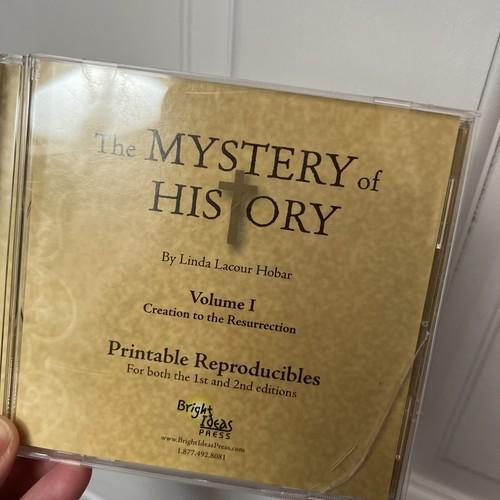 The MYSTERY of
HISTORY
By Linda Lacour Hobar
Volume I
Creation to the Resurrection
Printable Reproducibles
For both the 1st and 2nd editions
Bright
Ideas
PRESS
www.BrightIdeasPress.com
1.877.492.8081